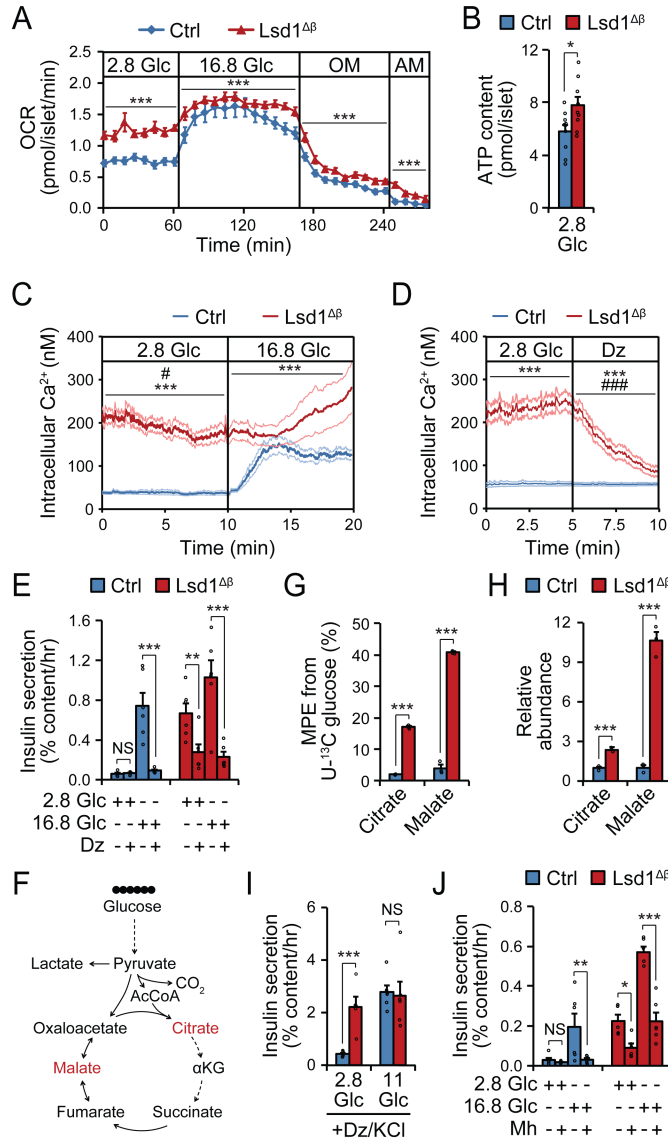 A
Ctrl Lsd1Δβ
2.8 Glc 16.8 Glc OM AM
*** *** *** ***
OCR
(pmol/islet/min)
2.5
2.0
1.5
1.0
0.5
0.0
0 60 120 180 240
Time (min)
B
Ctrl
Lsd1Δβ
*
ATP content
(pmol/islet)
12
8
4
0
2.8
Glc
C
Ctrl Lsd1Δβ
2.8 Glc 16.8 Glc
#
*** ***
Intracellular Ca2+ (nM)
400
300
200
100
0
0 5 10 15 20
Time (min)
D
Ctrl Lsd1Δβ
2.8 Glc Dz
*** ***
###
Intracellular Ca2+ (nM)
400
300
200
100
0
0 2.5 5 7.5 10
Time (min)
E
Ctrl Lsd1Δβ
Insulin secretion
(% content/hr)
1.6
1.2
0.8
0.4
0
NS *** ** ***
2.8 Glc ++-- ++--
16.8 Glc --++ --++
Dz -+-+ -+-+
F
Glucose
Lactate Pyruvate CO2
AcCoA
Oxaloacetate Citrate
Malate αKG
Fumarate Succinate
G
MPE from
U-13C glucose (%)
50
40
30
20
10
0
*** ***
Citrate
Malate
H
Ctrl Lsd1Δβ
Relative
abundance
12
9
6
3
0
*** ***
Citrate
Malate
I
Insulin secretion
(% content/hr)
6
4
2
0
*** NS
2.8 11
Glc Glc
+Dz/KCl
J
Ctrl Lsd1Δβ
Insulin secretion
(% content/hr)
0.8
0.6
0.4
0.2
0
NS ** * ***
2.8 Glc ++-- ++--
16.8 Glc --++ --++
Mh -+-+ -+-+